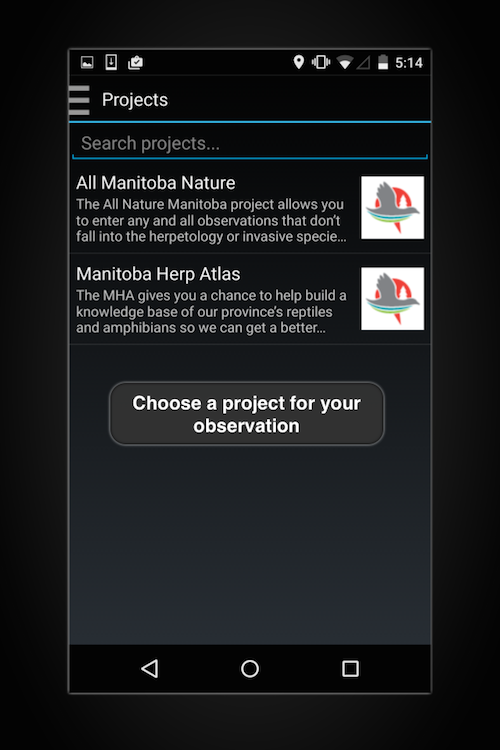 5:14
Projects
Search projects...
All Manitoba Nature
The All Nature Manitoba project allows you
to enter any and all observations that don’t
fall into the herpetology or invasive specie…
Manitoba Herp Atlas
The MHA gives you a chance to help build a
knowledge base of our province’s reptiles
and amphibians so we can get a better…
Choose a project for your
observation